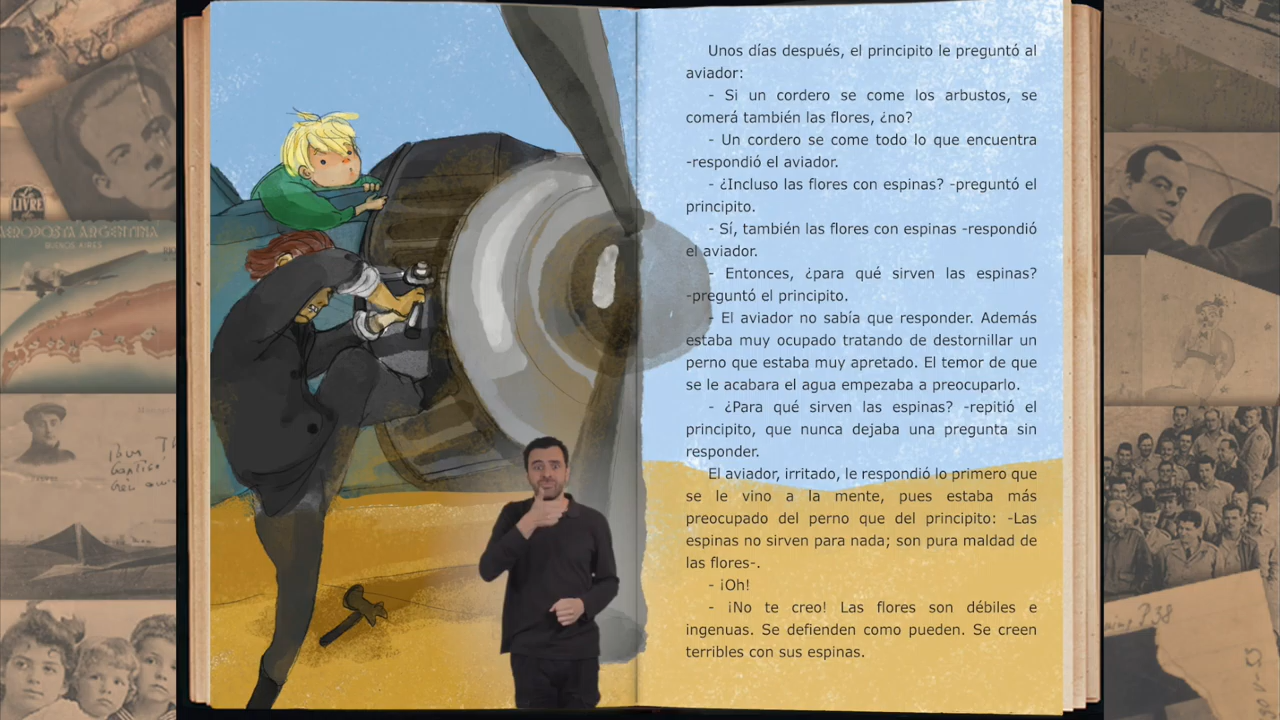 LIVRE
AEROPOSTA ARGENTINA
BUENOS AIRES
Unos días después, el principito le preguntó al
aviador:
- Si un cordero se come los arbustos, se
comerá también las flores, ¿no?
- Un cordero se come todo lo que encuentra
-respondió el aviador.
- ¿Incluso las flores con espinas? -preguntó el
principito.
- Sí, también las flores con espinas -respondió
el aviador.
- Entonces, ¿para qué sirven las espinas?
-preguntó el principito.
- El aviador no sabía que responder. Además
estaba muy ocupado tratando de destornillar un
perno que estaba muy apretado. El temor de que
se le acabara el agua empezaba a preocuparlo.
- ¿Para qué sirven las espinas? -repitió el
principito, que nunca dejaba una pregunta sin
responder.
El aviador, irritado, le respondió lo primero que
se le vino a la mente, pues estaba más
preocupado del perno que del principito: -Las
espinas no sirven para nada; son pura maldad de
las flores-.
- ¡Oh!
- ¡No te creo! Las flores son débiles e
ingenuas. Se defienden como pueden. Se creen
terribles con sus espinas.
P38